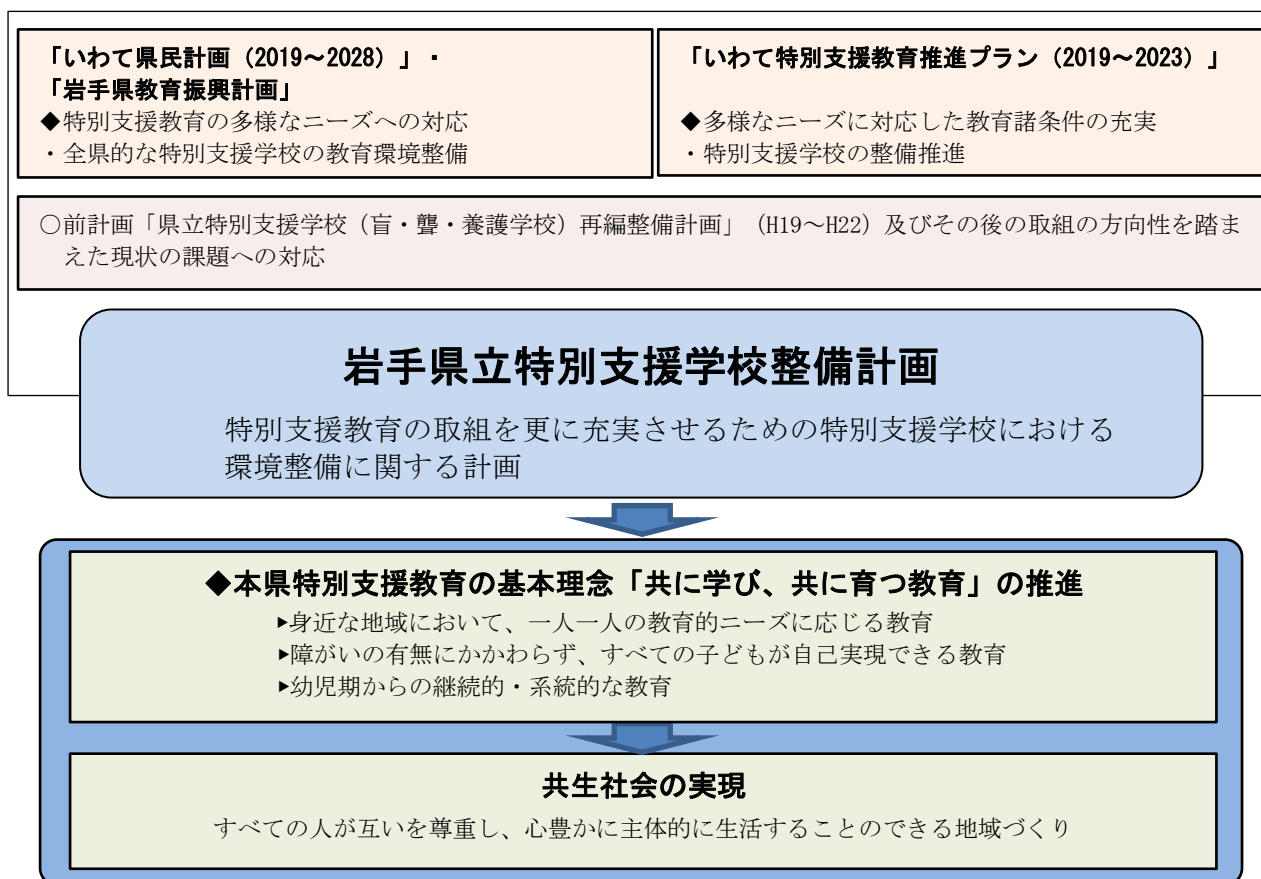 「いわて県民計画（2019～2028）」・
「岩手県教育振興計画」
◆特別支援教育の多様なニーズへの対応
・全県的な特別支援学校の教育環境整備
「いわて特別支援教育推進プラン（2019～2023）」
◆多様なニーズに対応した教育諸条件の充実
・特別支援学校の整備推進
○前計画「県立特別支援学校（盲・聾・養護学校）再編整備計画」（H19～H22）及びその後の取組の方向性を踏ま
えた現状の課題への対応
岩手県立特別支援学校整備計画
特別支援教育の取組を更に充実させるための特別支援学校における
環境整備に関する計画
◆本県特別支援教育の基本理念「共に学び、共に育つ教育」の推進
▶身近な地域において、一人一人の教育的ニーズに応じる教育
▶障がいの有無にかかわらず、すべての子どもが自己実現できる教育
▶幼児期からの継続的・系統的な教育
共生社会の実現
すべての人が互いを尊重し、心豊かに主体的に生活することのできる地域づくり